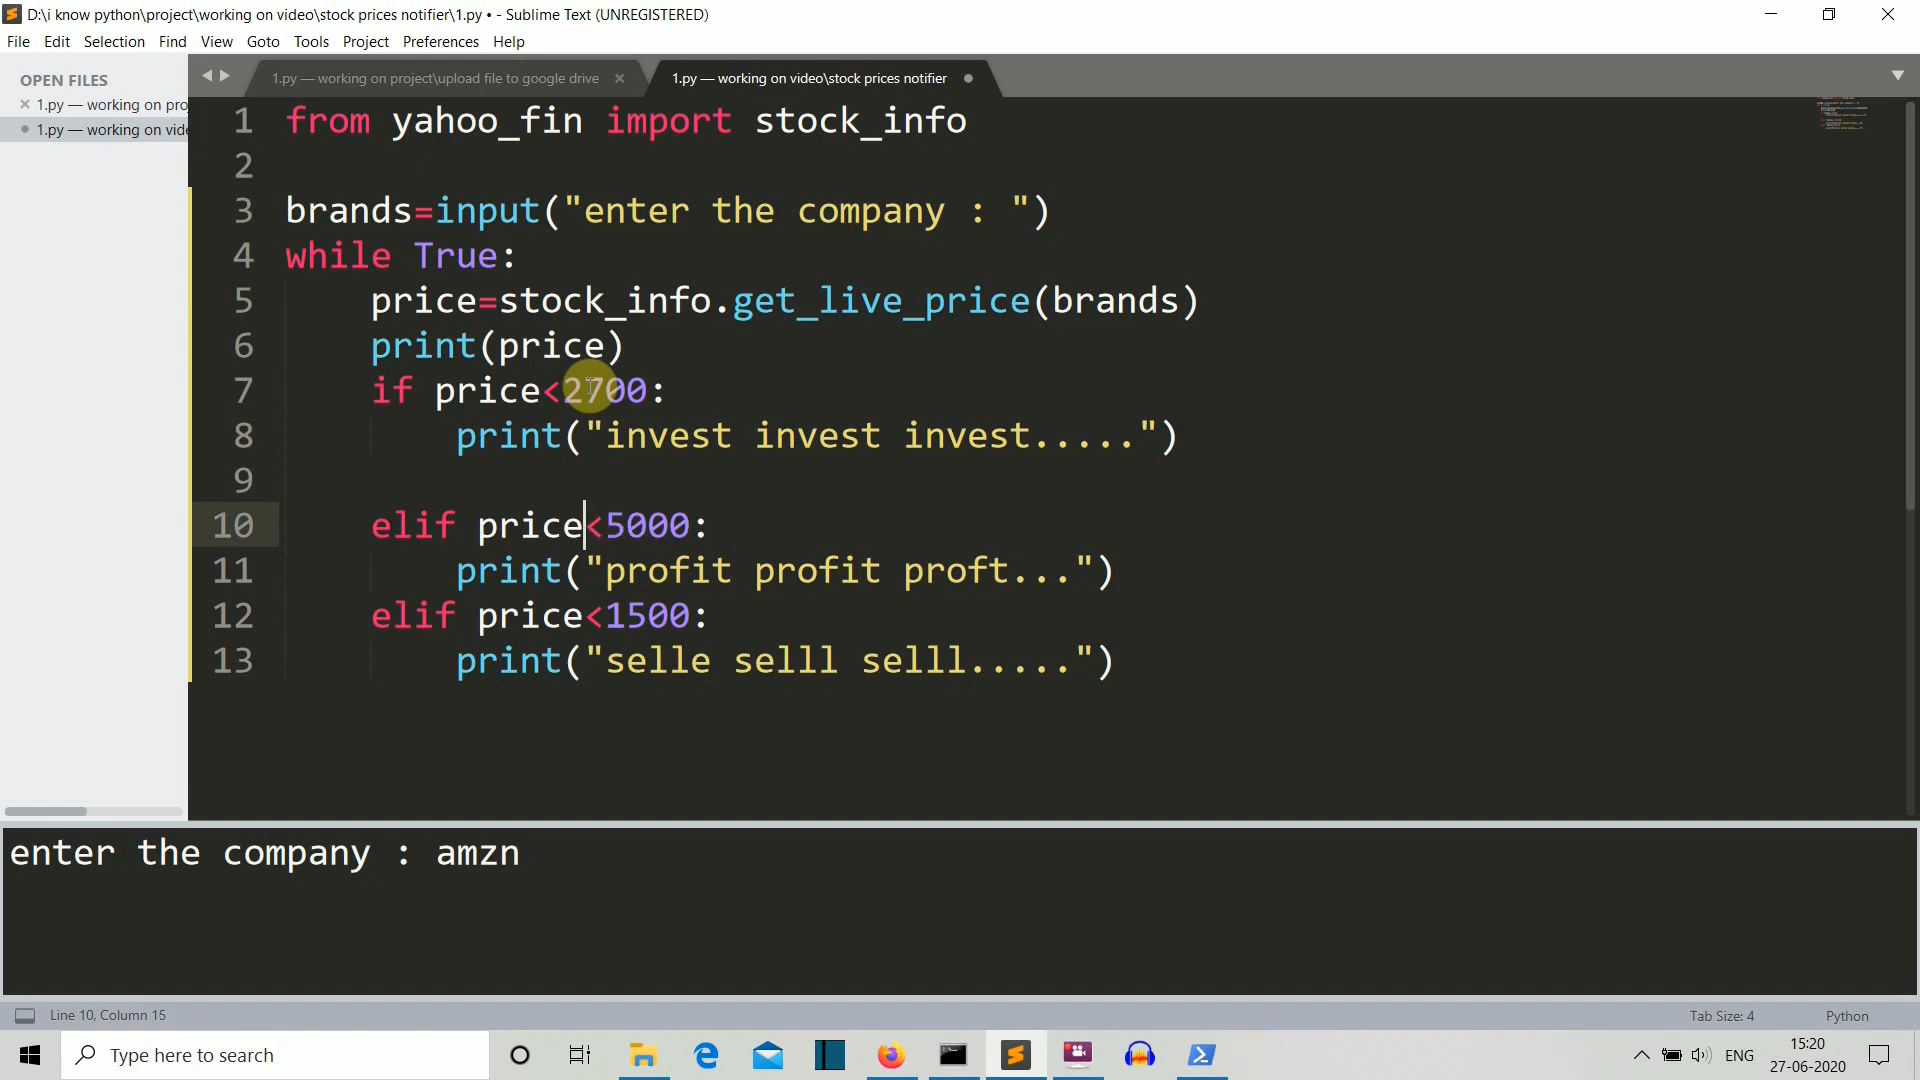 D:\i know python\project\working on video\stock prices notifier\1.py • - Sublime Text (UNREGISTERED)
File Edit Selection Find View Goto Tools Project Preferences Help
OPEN FILES
1.py — working on pro
1.py — working on vide
1.py — working on project\upload file to google drive
1.py — working on video\stock prices notifier
1 from yahoo_fin import stock_info
2
3 brands=input("enter the company : ")
4 while True:
5 price=stock_info.get_live_price(brands)
6 print(price)
7 if price<2700:
8 print("invest invest invest.....")
9
10 elif price<5000:
11 print("profit profit proft...")
12 elif price<1500:
13 print("selle selll selll.....")
enter the company : amzn
Line 10, Column 15
Tab Size: 4
Python
Type here to search
ENG
15:20
27-06-2020